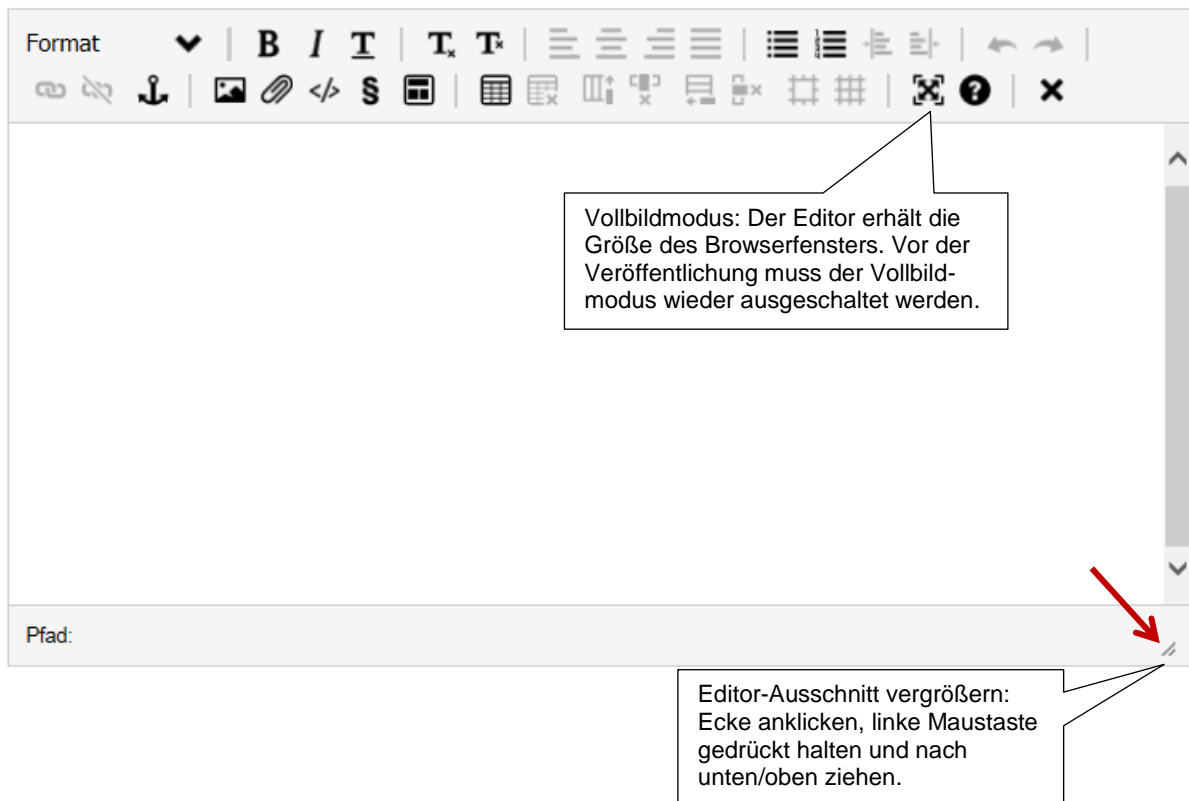 Format
B I T T× T×
§
Vollbildmodus: Der Editor erhält die
Größe des Browserfensters. Vor der
Veröffentlichung muss der Vollbild-
modus wieder ausgeschaltet werden.
Pfad:
Editor-Ausschnitt vergrößern:
Ecke anklicken, linke Maustaste
gedrückt halten und nach
unten/oben ziehen.